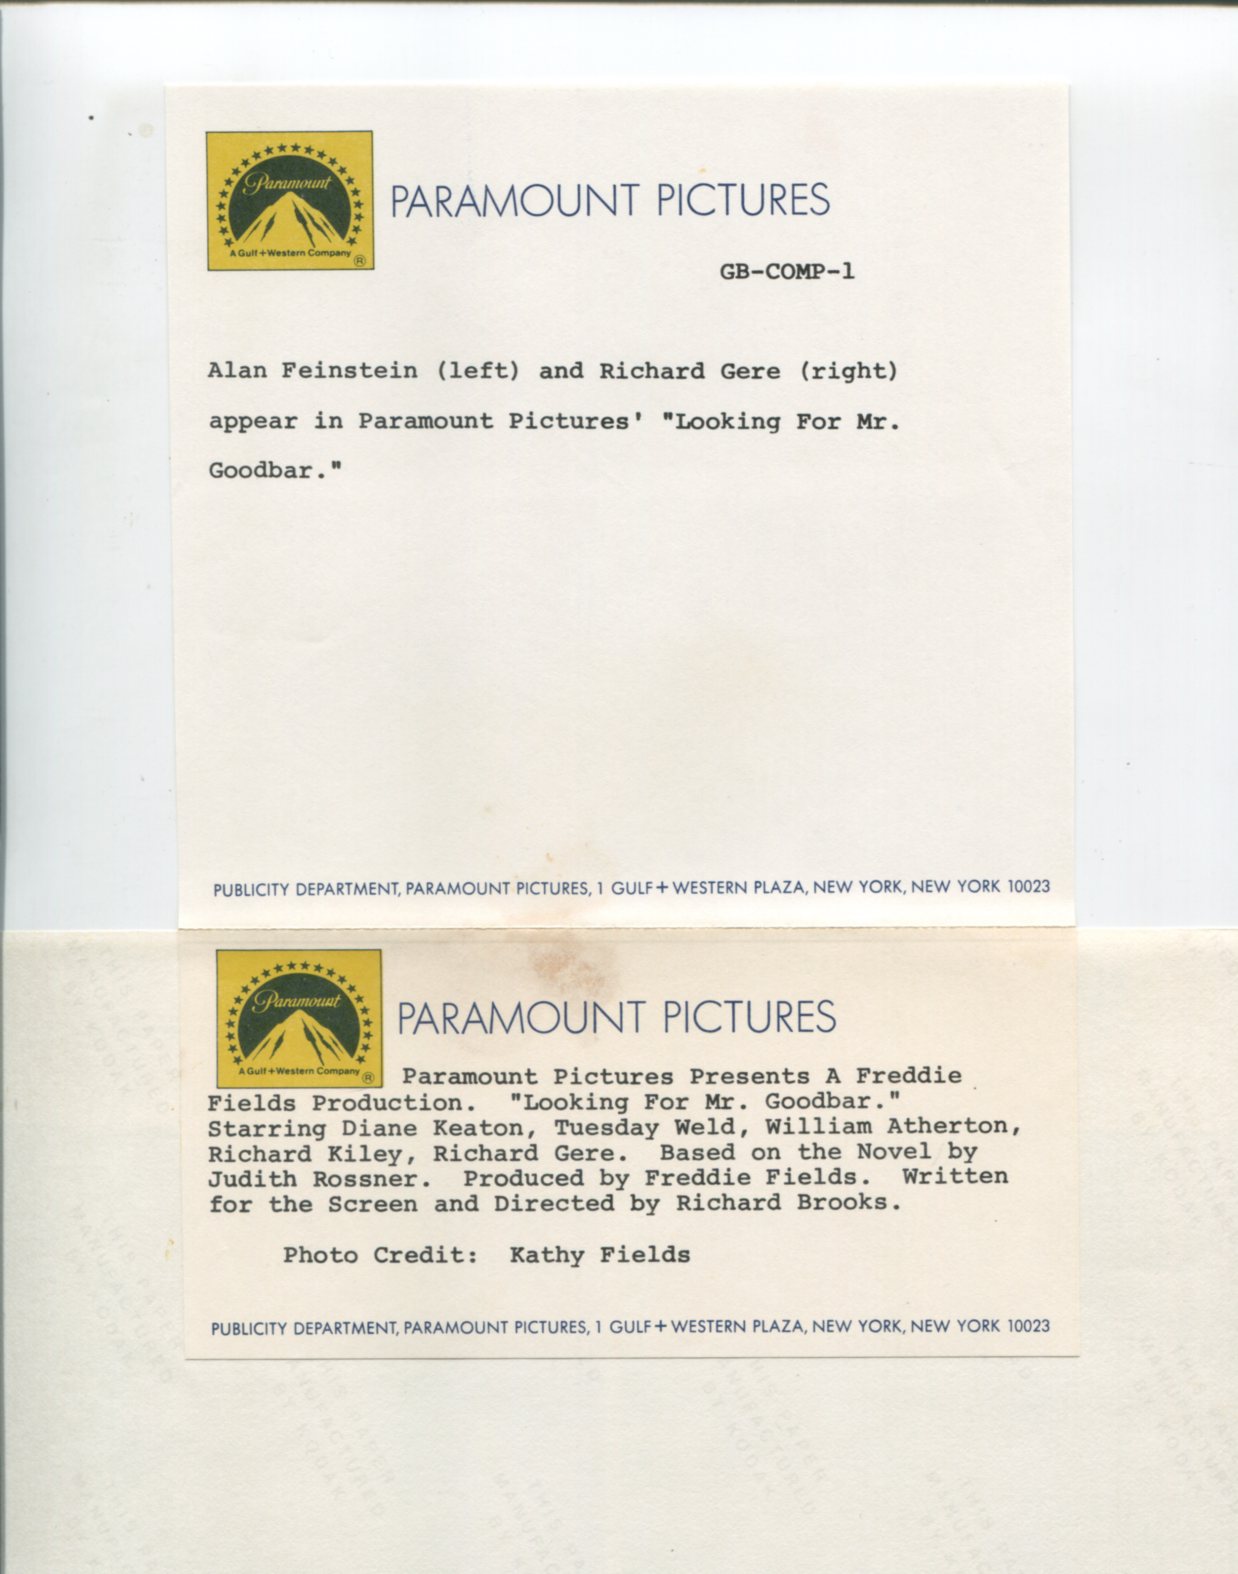 Paramount
A Gulf+Western Company ®
PARAMOUNT PICTURES
GB-COMP-1
Alan Feinstein (left) and Richard Gere (right)
appear in Paramount Pictures' "Looking For Mr.
Goodbar."
PUBLICITY DEPARTMENT, PARAMOUNT PICTURES, 1 GULF+WESTERN PLAZA, NEW YORK, NEW YORK 10023
Paramount
A Gulf+Western Company ®
PARAMOUNT PICTURES
Paramount Pictures Presents A Freddie
Fields Production.  "Looking For Mr. Goodbar."
Starring Diane Keaton, Tuesday Weld, William Atherton,
Richard Kiley, Richard Gere.  Based on the Novel by
Judith Rossner.  Produced by Freddie Fields.  Written
for the Screen and Directed by Richard Brooks.
Photo Credit:  Kathy Fields
PUBLICITY DEPARTMENT, PARAMOUNT PICTURES, 1 GULF+WESTERN PLAZA, NEW YORK, NEW YORK 10023
THIS PAPER
MANUFACTURED
BY KODAK